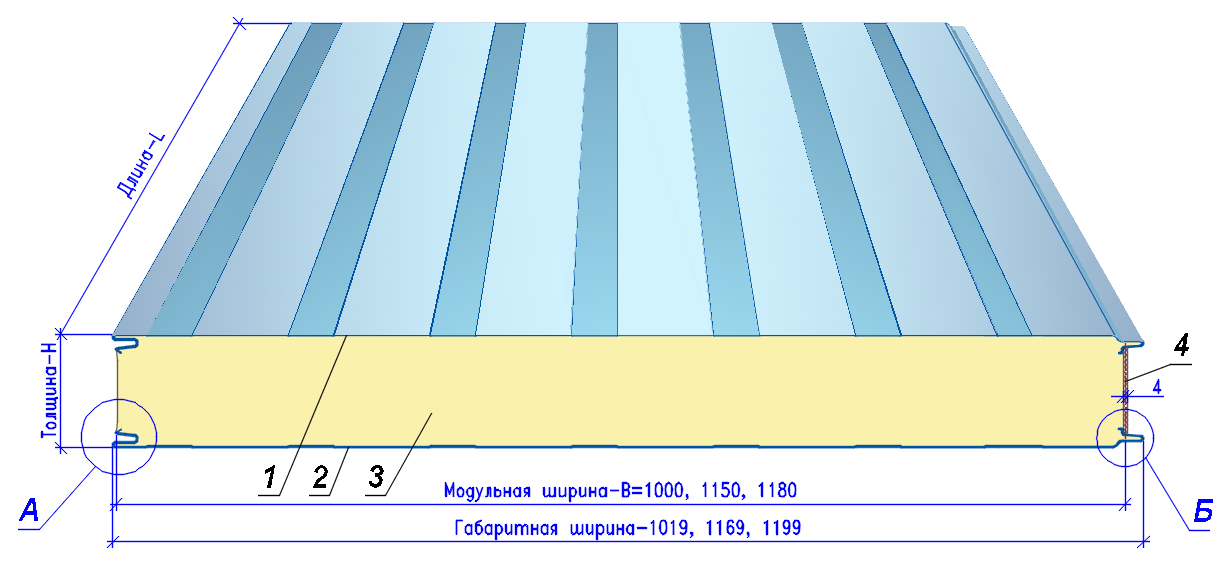 Длина-L
Толщина-Н
4
4
1
2
3
А
Б
Модульная ширина-В=1000, 1150, 1180
Габаритная ширина-1019, 1169, 1199